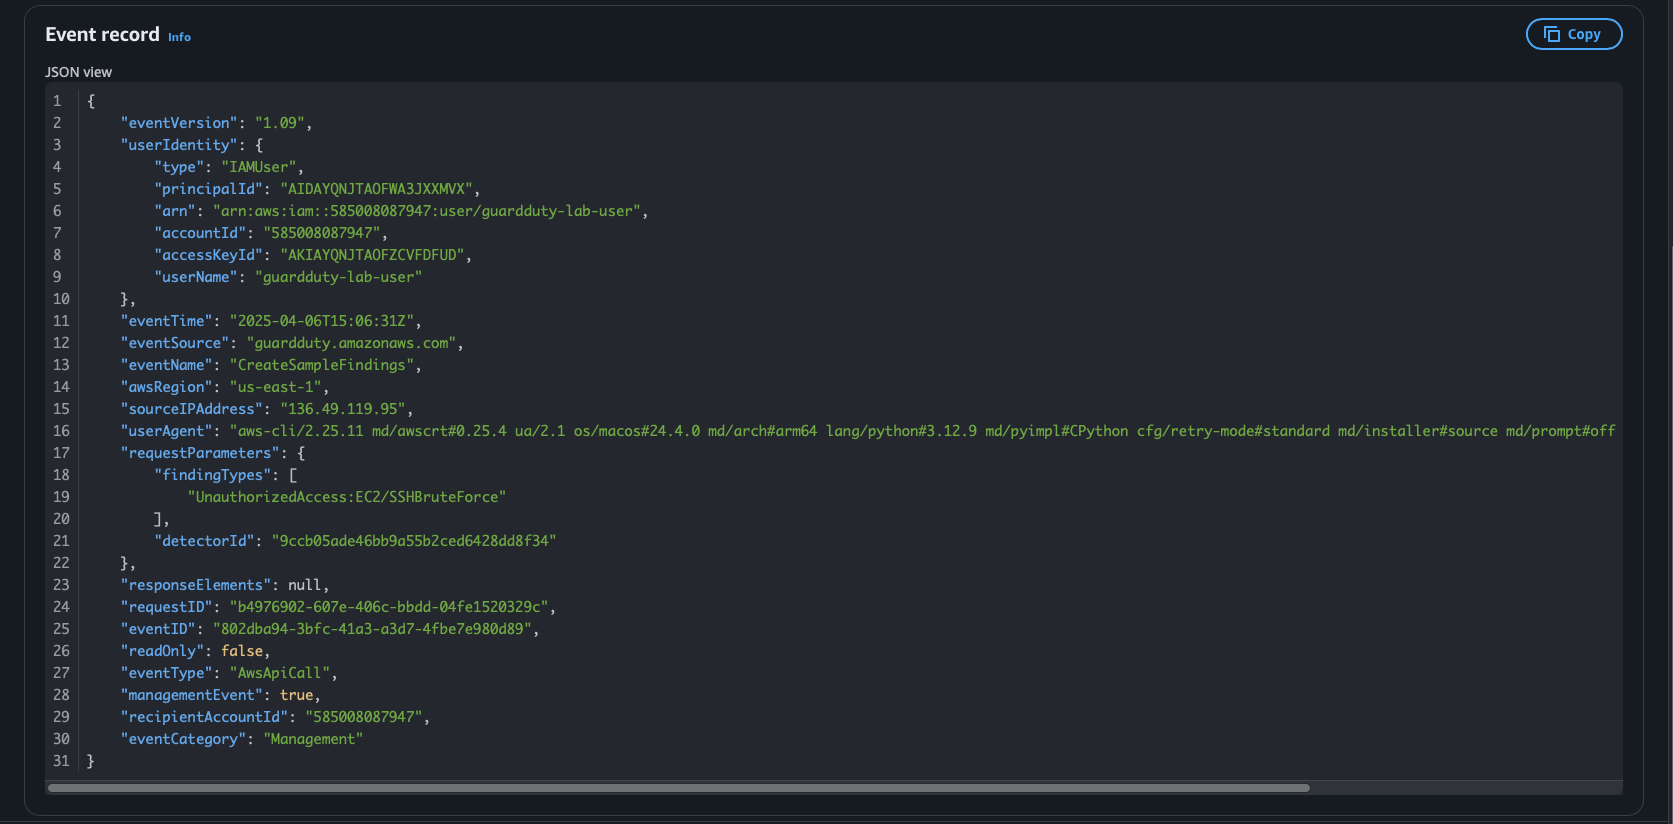 Event record Info
Copy
JSON view
1 {
2 "eventVersion": "1.09",
3 "userIdentity": {
4 "type": "IAMUser",
5 "principalId": "AIDAYQNJTAOFWA3JXXMVX",
6 "arn": "arn:aws:iam::585008087947:user/guardduty-lab-user",
7 "accountId": "585008087947",
8 "accessKeyId": "AKIAYQNJTAOFZCVFDFUD",
9 "userName": "guardduty-lab-user"
10 },
11 "eventTime": "2025-04-06T15:06:31Z",
12 "eventSource": "guardduty.amazonaws.com",
13 "eventName": "CreateSampleFindings",
14 "awsRegion": "us-east-1",
15 "sourceIPAddress": "136.49.119.95",
16 "userAgent": "aws-cli/2.25.11 md/awscrt#0.25.4 ua/2.1 os/macos#24.4.0 md/arch#arm64 lang/python#3.12.9 md/pyimpl#CPython cfg/retry-mode#standard md/installer#source md/prompt#off
17 "requestParameters": {
18 "findingTypes": [
19 "UnauthorizedAccess:EC2/SSHBruteForce"
20 ],
21 "detectorId": "9ccb05ade46bb9a55b2ced6428dd8f34"
22 },
23 "responseElements": null,
24 "requestID": "b4976902-607e-406c-bbdd-04fe1520329c",
25 "eventID": "802dba94-3bfc-41a3-a3d7-4fbe7e980d89",
26 "readOnly": false,
27 "eventType": "AwsApiCall",
28 "managementEvent": true,
29 "recipientAccountId": "585008087947",
30 "eventCategory": "Management"
31 }